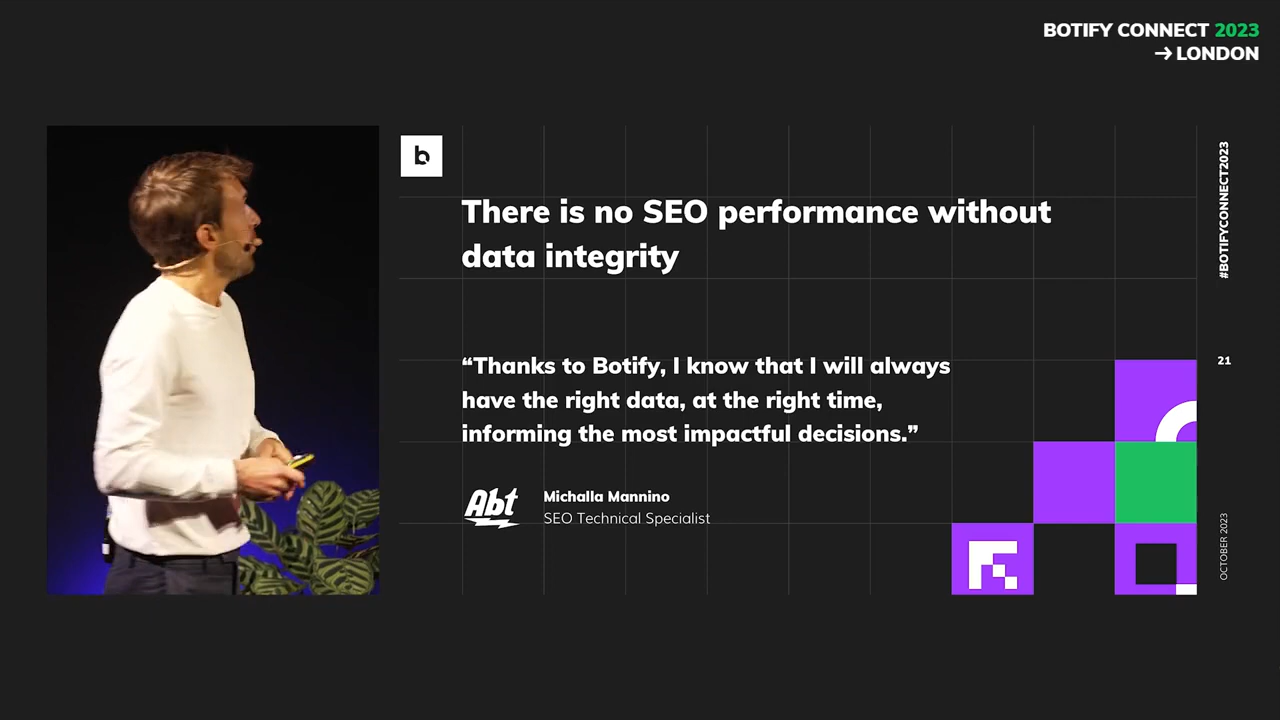 BOTIFY CONNECT 2023
→ LONDON
b
There is no SEO performance without
data integrity
“Thanks to Botify, I know that I will always
have the right data, at the right time,
informing the most impactful decisions.”
Abt
Michalla Mannino
SEO Technical Specialist
#BOTIFYCONNECT2023
21
OCTOBER 2023